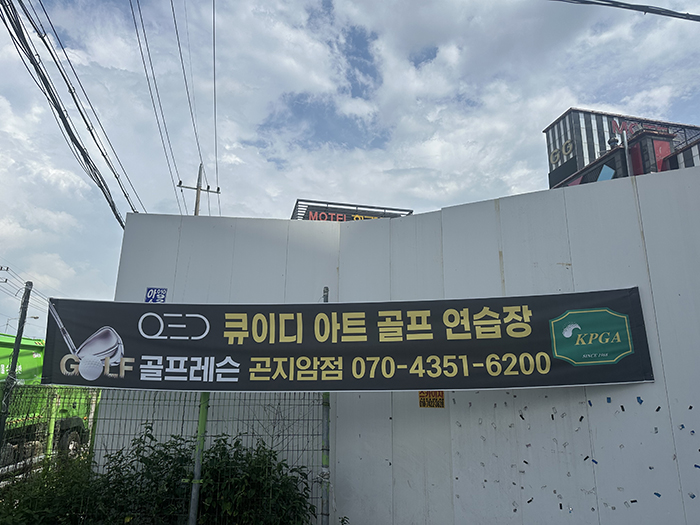 MOTEL
QED 큐이디 아트 골프 연습장
GOLF 골프레슨 곤지암점 070-4351-6200
KPGA
SINCE 1968